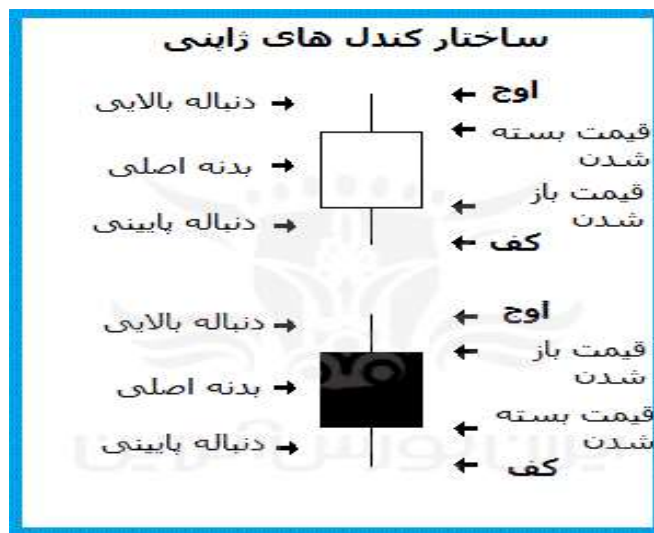 ساختار کندل های ژاپنی
اوج
دنباله بالایی
قیمت بسته
شدن
بدنه اصلی
قیمت باز
شدن
دنباله پایینی
کف
اوج
دنباله بالایی
قیمت باز
شدن
بدنه اصلی
قیمت بسته
شدن
دنباله پایینی
کف